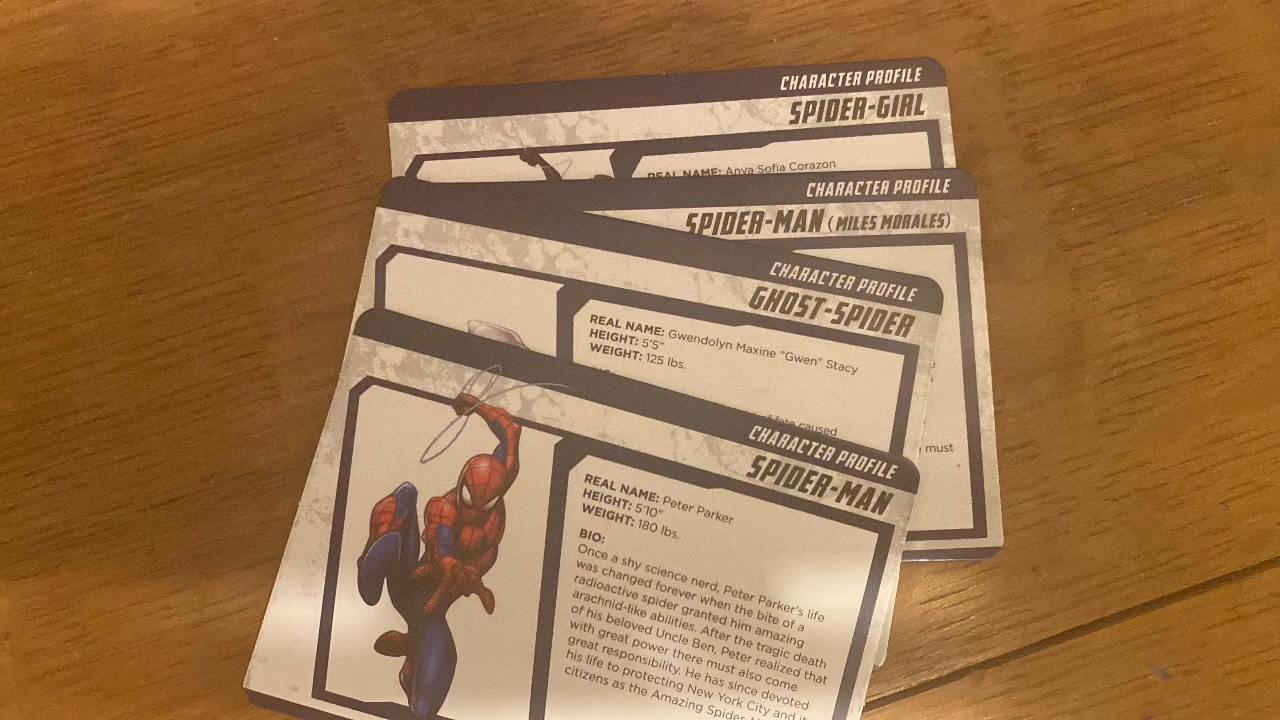 CHARACTER PROFILE
SPIDER-GIRL
REAL NAME: Anya Sofia Corazon
CHARACTER PROFILE
SPIDER-MAN (MILES MORALES)
must
CHARACTER PROFILE
GHOST-SPIDER
REAL NAME: Gwendolyn Maxine "Gwen" Stacy
HEIGHT: 5'5"
WEIGHT: 125 lbs.
of fate caused
CHARACTER PROFILE
SPIDER-MAN
REAL NAME: Peter Parker
HEIGHT: 5'10"
WEIGHT: 180 lbs.
BIO:
Once a shy science nerd, Peter Parker's life
was changed forever when the bite of a
radioactive spider granted him amazing
arachnid-like abilities. After the tragic death
of his beloved Uncle Ben, Peter realized that
with great power there must also come
great responsibility. He has since devoted
his life to protecting New York City and
citizens as the Amazing